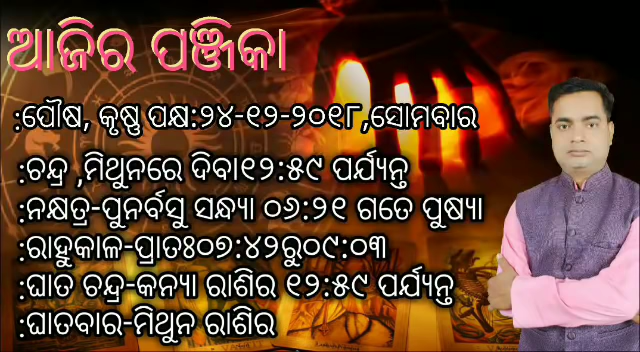 ଆଜିର ପଞ୍ଜିକା
:ପୌଷ, କୃଷ୍ଣ ପକ୍ଷ:୨୪-୧୨-୨୦୧୮,ସୋମବାର
:ଚନ୍ଦ୍ର ,ମିଥୁନରେ ଦିବା୧୨:୫୯ ପର୍ଯ୍ୟନ୍ତ
:ନକ୍ଷତ୍ର-ପୁନର୍ବସୁ ସନ୍ଧ୍ୟା ୦୬:୨୧ ଗତେ ପୁଷ୍ୟା
:ରାହୁକାଳ-ପ୍ରାତଃ୦୭:୪୨ରୁ୦୯:୦୩
:ଘାତ ଚନ୍ଦ୍ର-କନ୍ୟା ରାଶିର ୧୨:୫୯ ପର୍ଯ୍ୟନ୍ତ
:ଘାତବାର-ମିଥୁନ ରାଶିର